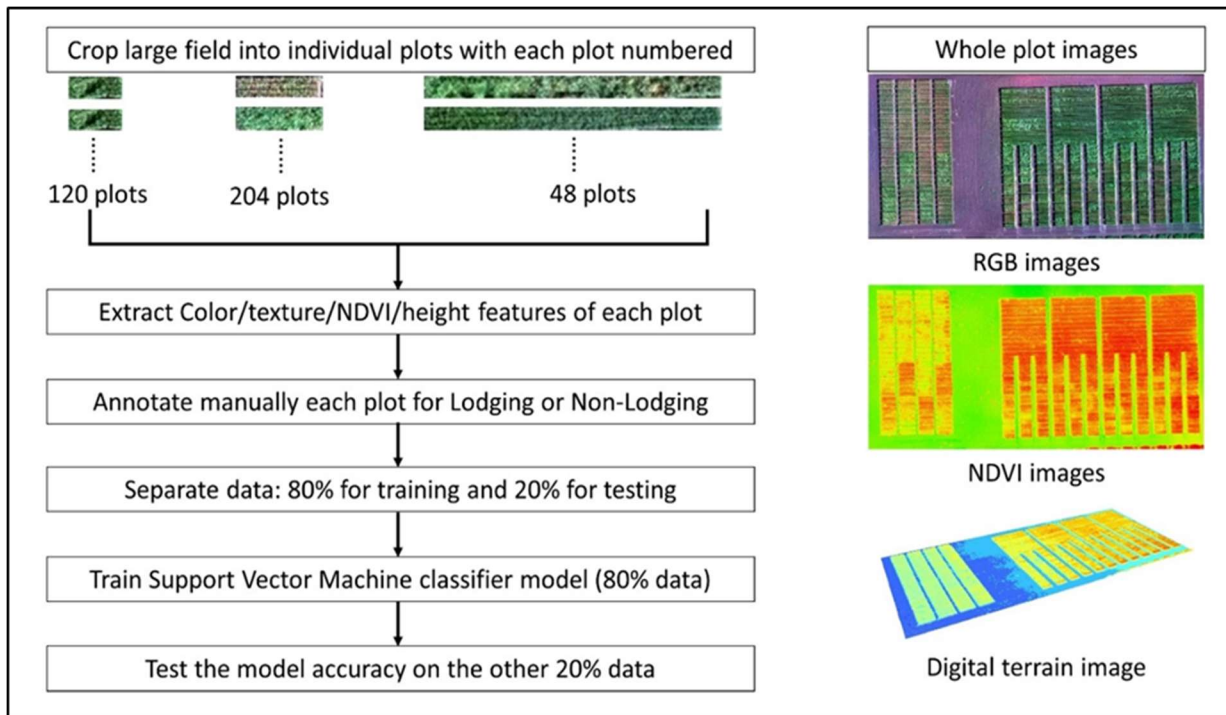 Crop large field into individual plots with each plot numbered
120 plots
204 plots
48 plots
Extract Color/texture/NDVI/height features of each plot
Annotate manually each plot for Lodging or Non-Lodging
Separate data: 80% for training and 20% for testing
Train Support Vector Machine classifier model (80% data)
Test the model accuracy on the other 20% data
Whole plot images
RGB images
NDVI images
Digital terrain image